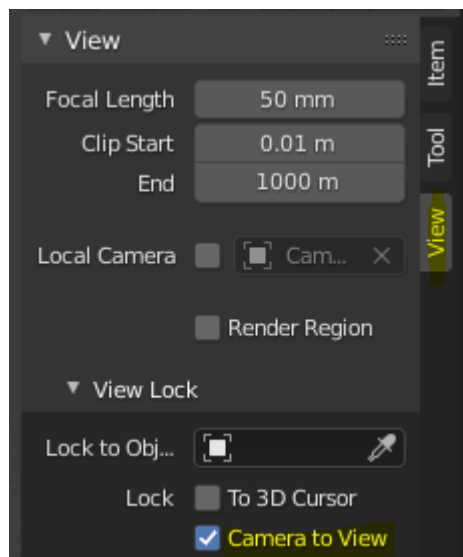 View
Focal Length 50 mm
Clip Start 0.01 m
End 1000 m
Local Camera Cam...
Render Region
View Lock
Lock to Obj...
Lock To 3D Cursor
Camera to View
Item
Tool
View